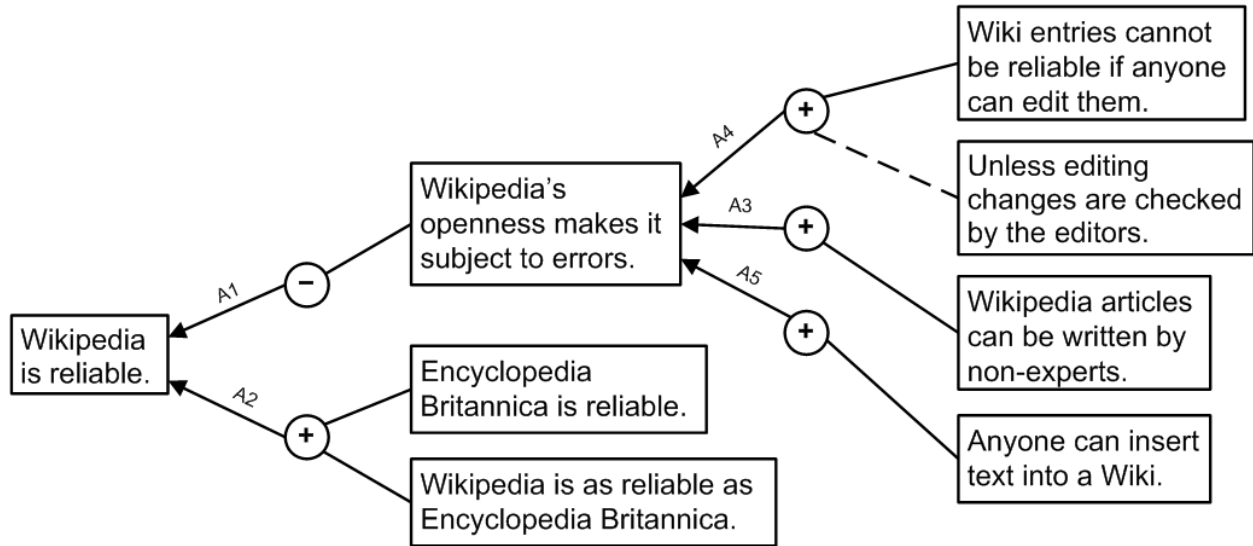 Wiki entries cannot
be reliable if anyone
can edit them.
+
A4
Unless editing
changes are checked
by the editors.
Wikipedia's
openness makes it
subject to errors.
A3
+
A5
Wikipedia articles
can be written by
non-experts.
−
A1
+
Wikipedia
is reliable.
A2
Encyclopedia
Britannica is reliable.
+
Anyone can insert
text into a Wiki.
Wikipedia is as reliable as
Encyclopedia Britannica.